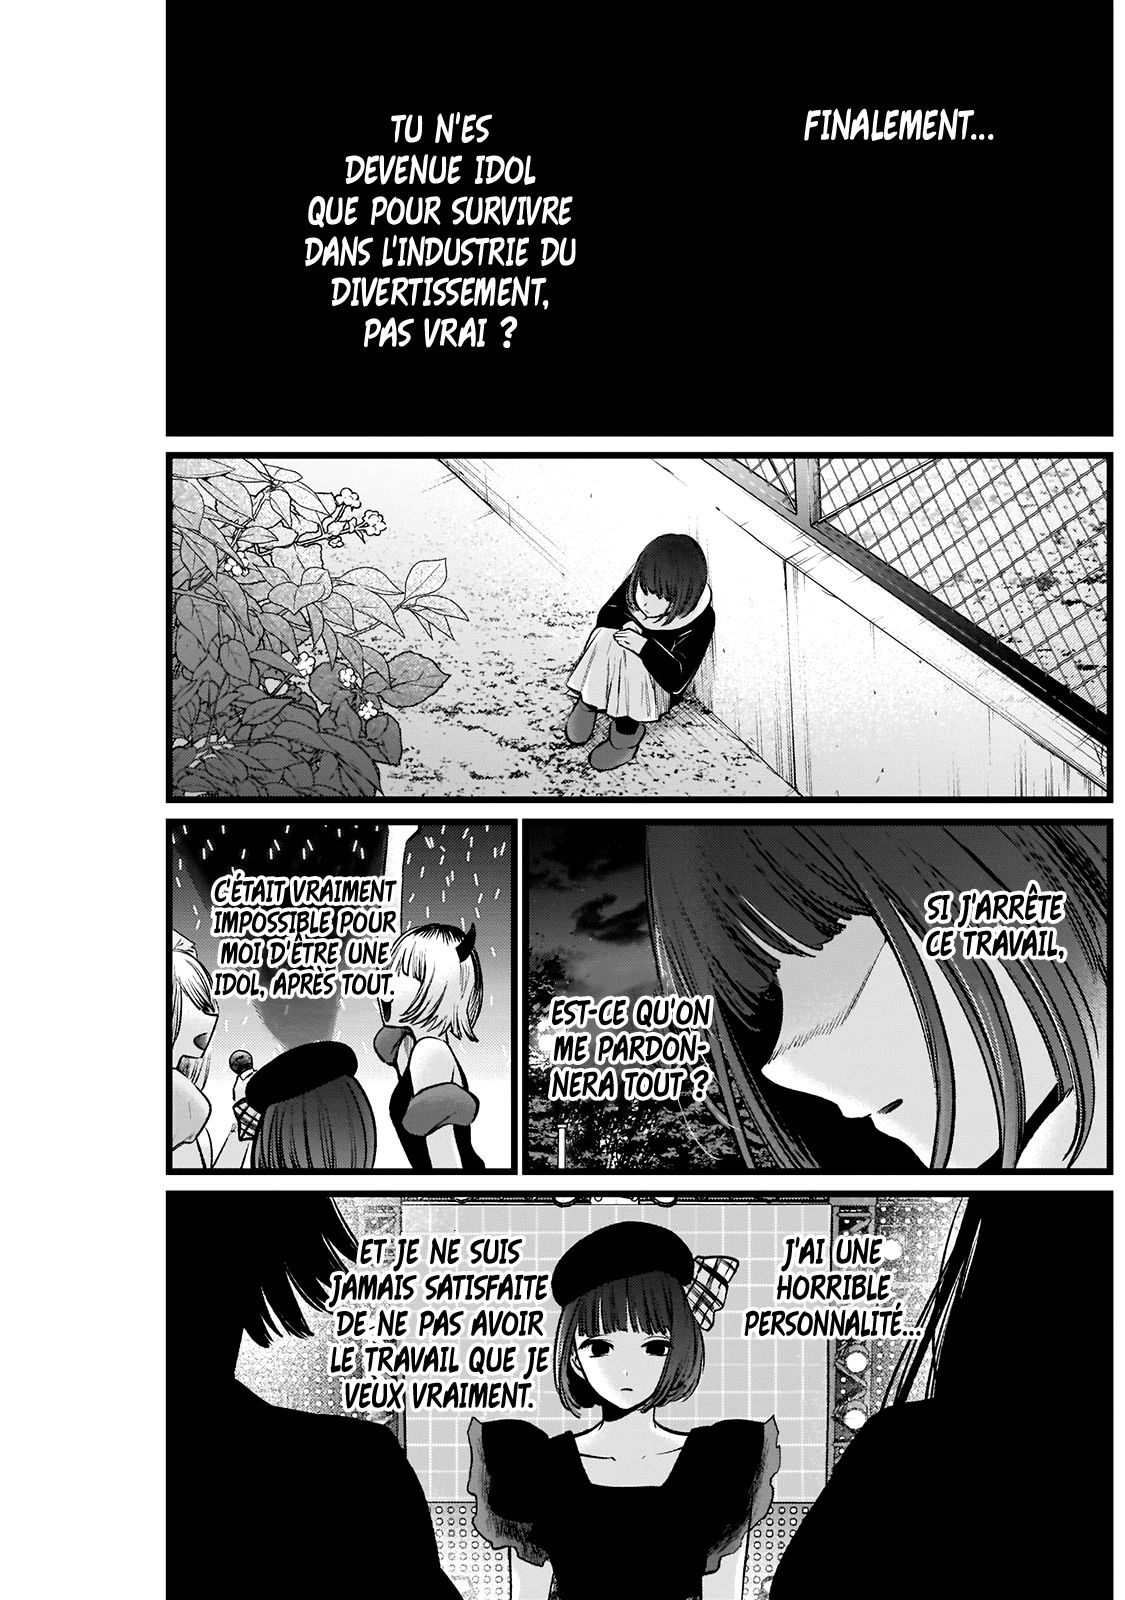 FINALEMENT...
TU N'ES
DEVENUE IDOL
QUE POUR SURVIVRE
DANS L'INDUSTRIE DU
DIVERTISSEMENT,
PAS VRAI ?
SI J'ARRÊTE
CE TRAVAIL,
EST-CE QU'ON
ME PARDON-
NERA TOUT ?
C'ÉTAIT VRAIMENT
IMPOSSIBLE POUR
MOI D'ÊTRE UNE
IDOL, APRÈS TOUT.
J'AI UNE
HORRIBLE
PERSONNALITÉ...
ET JE NE SUIS
JAMAIS SATISFAITE
DE NE PAS AVOIR
LE TRAVAIL QUE JE
VEUX VRAIMENT.